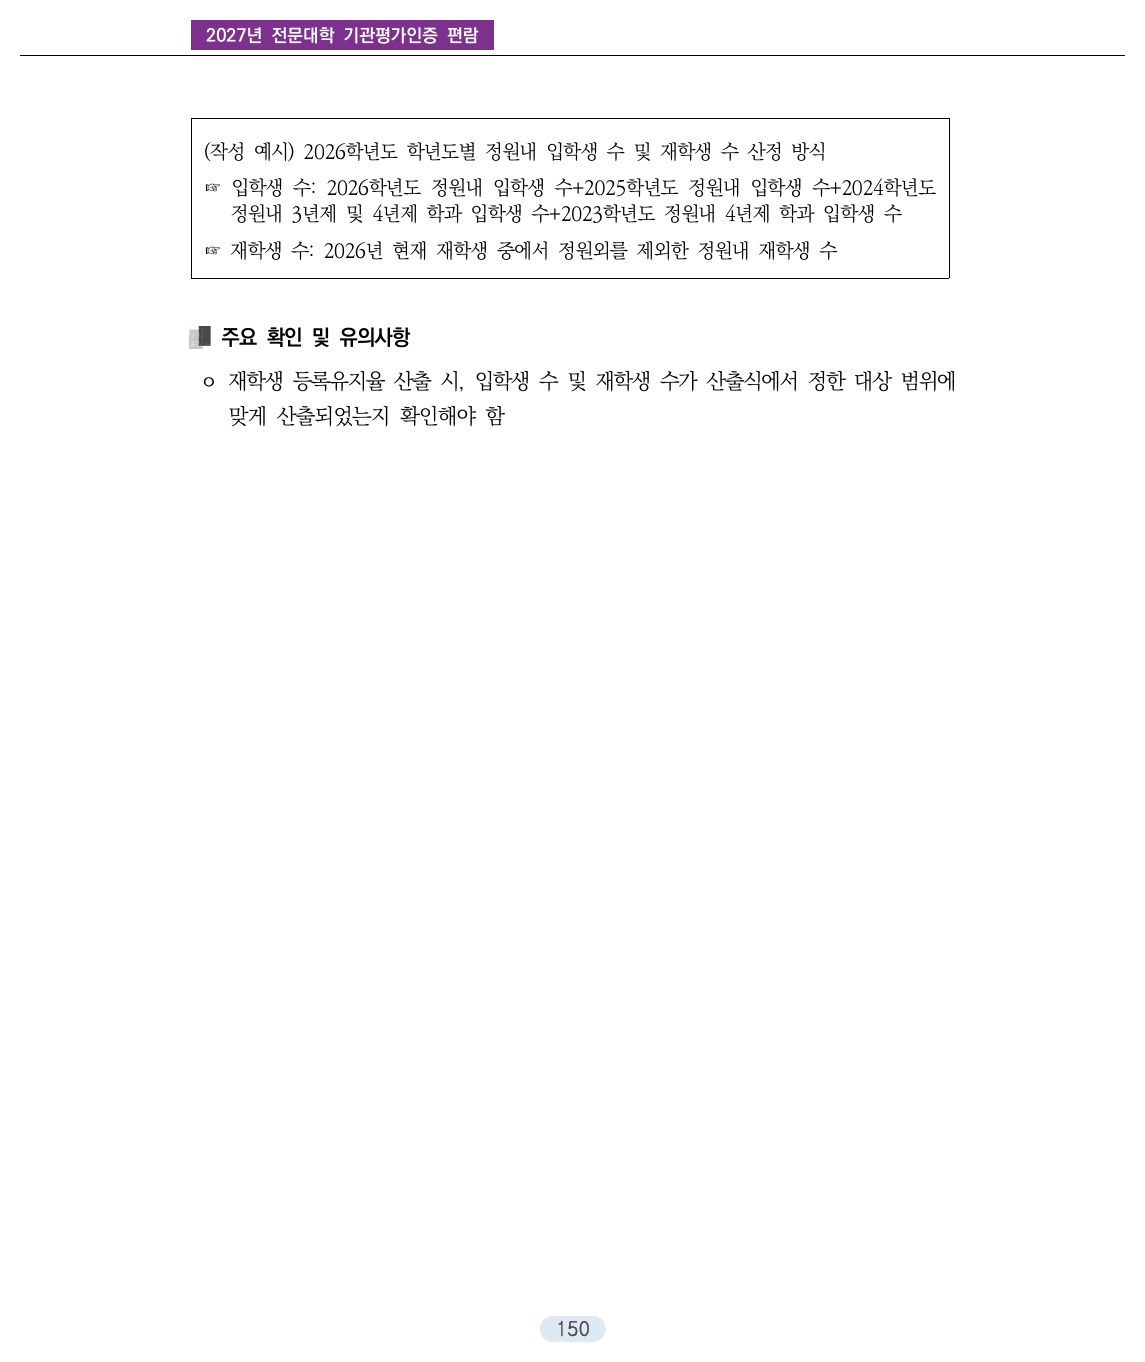 2027년 전문대학 기관평가인증 편람
(작성 예시) 2026학년도 학년도별 정원내 입학생 수 및 재학생 수 산정 방식
☞ 입학생 수: 2026학년도 정원내 입학생 수+2025학년도 정원내 입학생 수+2024학년도
정원내 3년제 및 4년제 학과 입학생 수+2023학년도 정원내 4년제 학과 입학생 수
☞ 재학생 수: 2026년 현재 재학생 중에서 정원외를 제외한 정원내 재학생 수
주요 확인 및 유의사항
ㅇ 재학생 등록유지율 산출 시, 입학생 수 및 재학생 수가 산출식에서 정한 대상 범위에
맞게 산출되었는지 확인해야 함
150